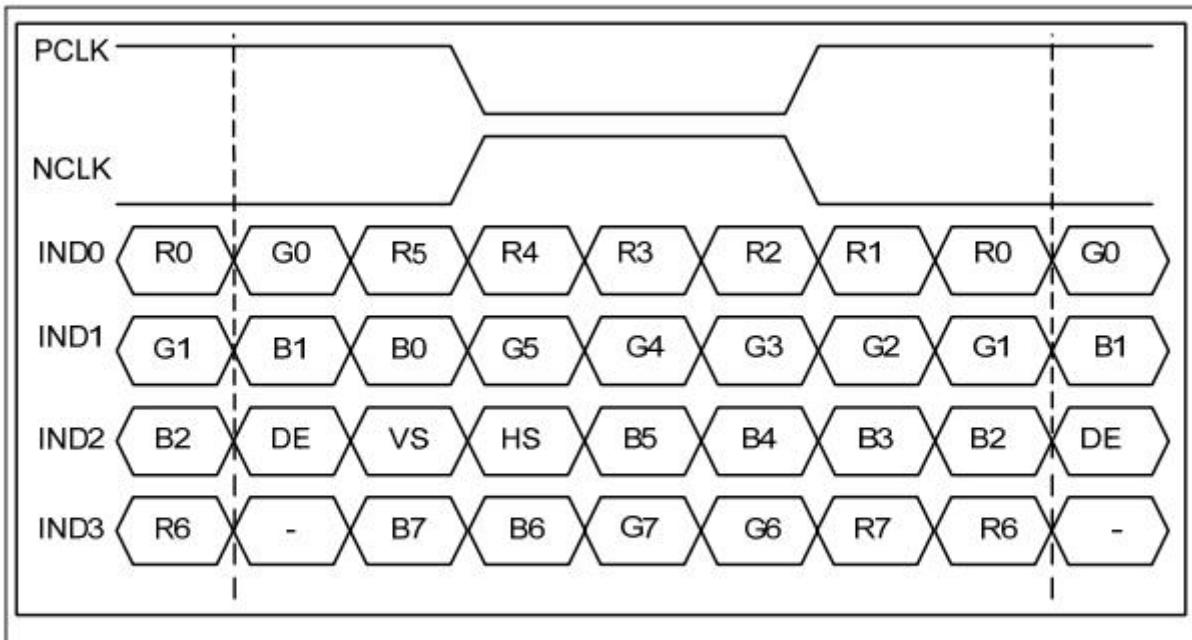 PCLK
NCLK
IND0 R0 G0 R5 R4 R3 R2 R1 R0 G0
IND1 G1 B1 B0 G5 G4 G3 G2 G1 B1
IND2 B2 DE VS HS B5 B4 B3 B2 DE
IND3 R6 - B7 B6 G7 G6 R7 R6 -